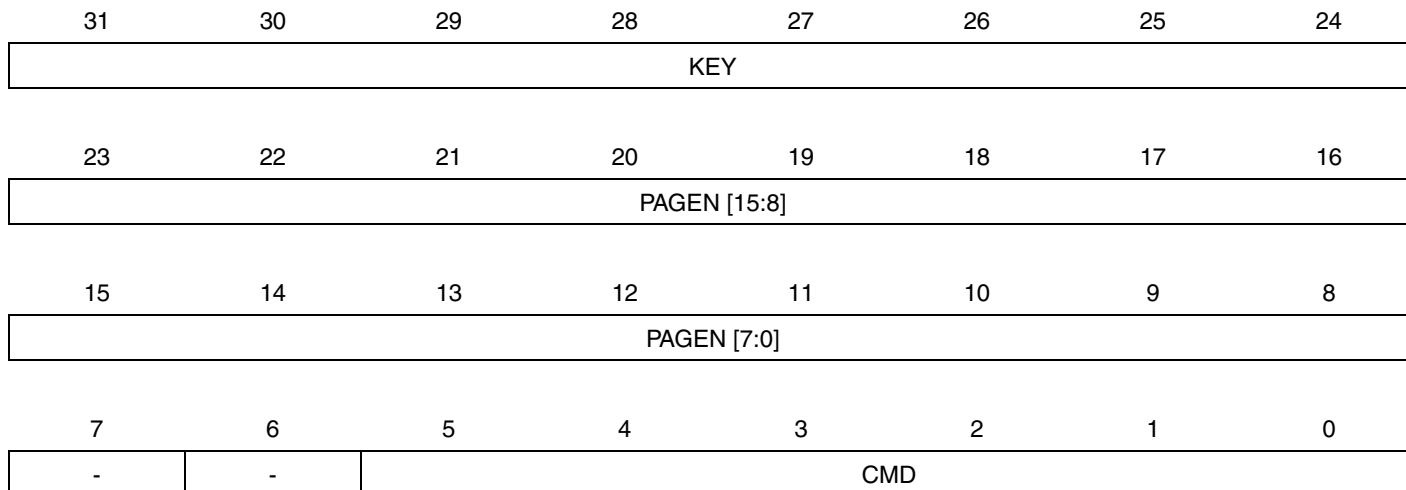 31 30 29 28 27 26 25 24
KEY
23 22 21 20 19 18 17 16
PAGEN [15:8]
15 14 13 12 11 10 9 8
PAGEN [7:0]
7 6 5 4 3 2 1 0
- - CMD